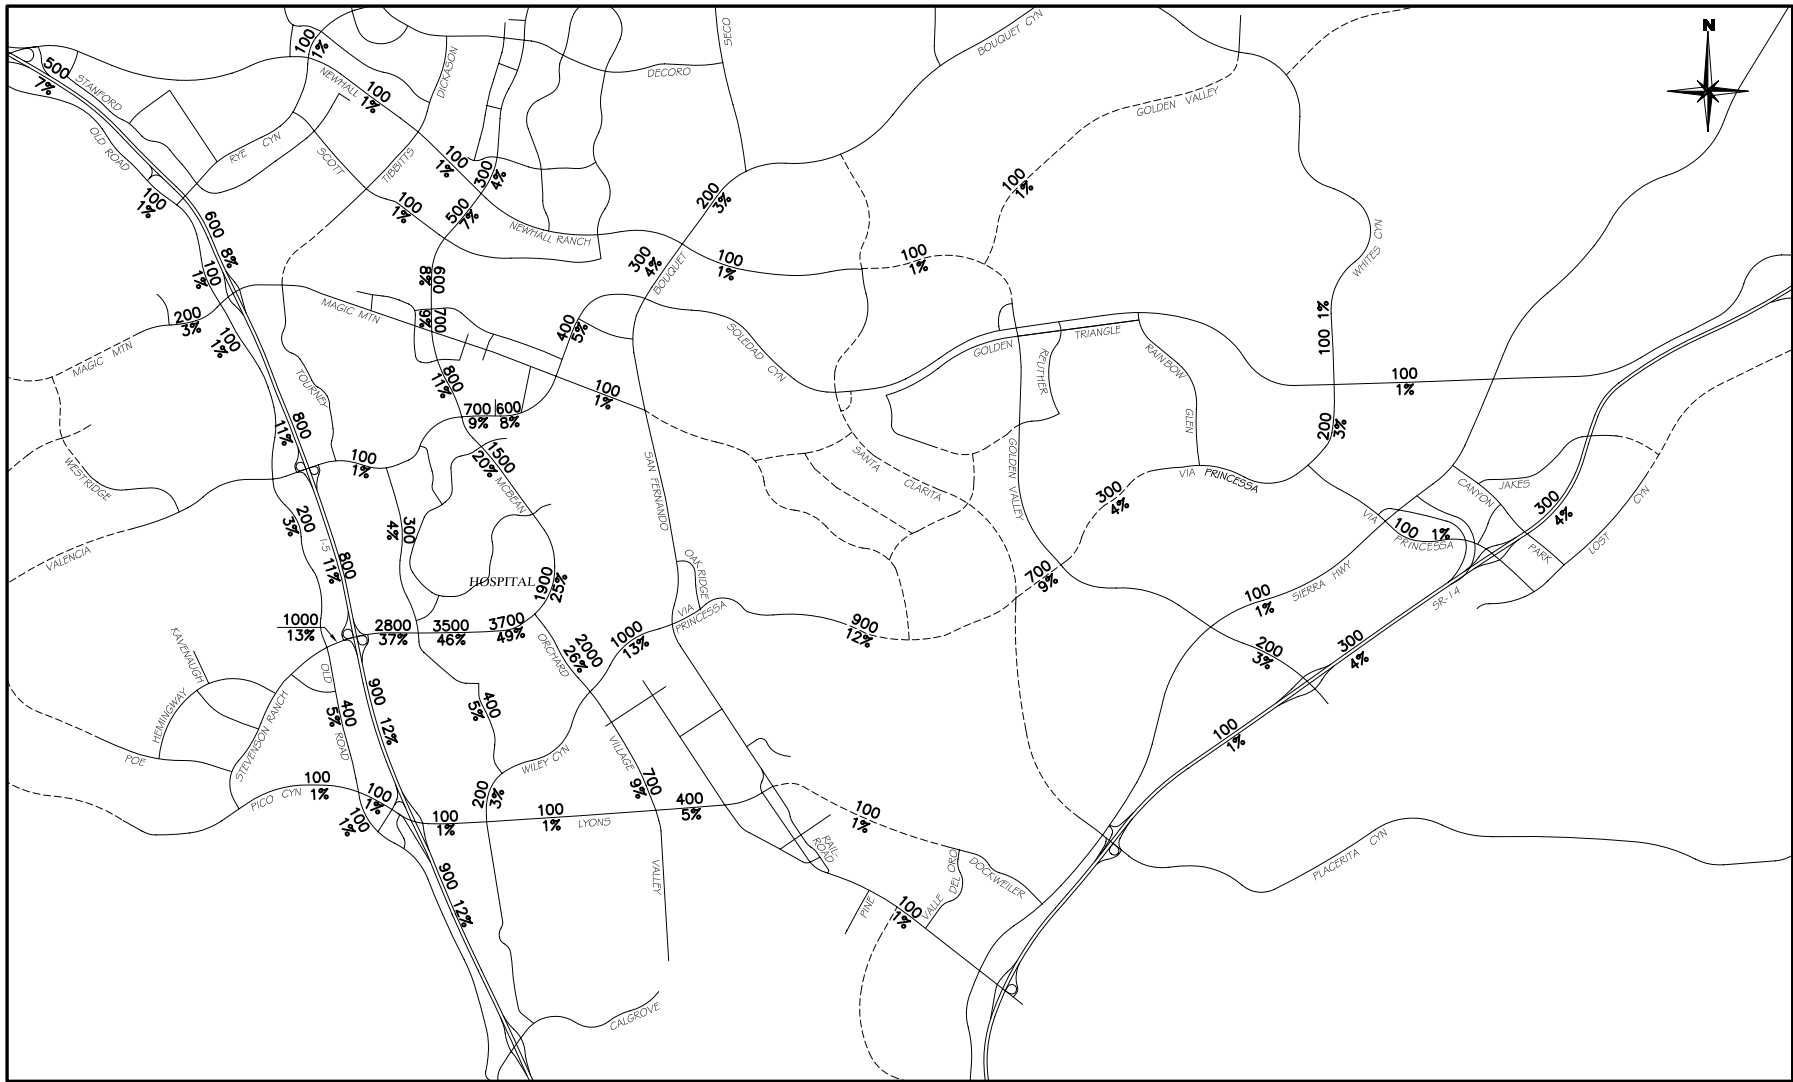 N
SECO
BOUQUET CYN
100
1%
DICKASON
DECORO
500
7%
STANFORD
NEWHALL
100
1%
GOLDEN VALLEY
OLD ROAD
RYE CYN
SCOTT
TIBBITTS
100
1%
300
4%
100
1%
100
1%
200
3%
100
1%
500
7%
600
8%
NEWHALL RANCH
WHITES CYN
300
4%
BOUQUET
100
1%
100
1%
100
1%
600
8%
MAGIC MTN
200
3%
700
9%
400
5%
SOLEDAD CYN
100
1%
100
1%
GOLDEN
TRIANGLE
REUTHER
RAINBOW
MAGIC MTN
TOURNEY
800
11%
100
1%
100
1%
700
9%
600
8%
GLEN
200
3%
800
11%
100
1%
1500
20%
MCBEAN
SAN FERNANDO
SANTA
CLARITA
GOLDEN VALLEY
WESTRIDGE
VIA PRINCESSA
300
4%
CANYON
JAKES
300
4%
CYN
200
3%
300
4%
VIA
100
1%
PRINCESSA
PARK
LOST
VALENCIA
I-5
800
11%
OAK RIDGE
HOSPITAL
1900
25%
700
9%
SIERRA HWY
100
1%
SR-14
VIA
PRINCESSA
1000
13%
2800
37%
3500
46%
3700
49%
1000
13%
900
12%
KAVENAUGH
ORCHARD
2000
26%
200
3%
300
4%
OLD
HEMINGWAY
STEVENSON RANCH
400
5%
900
12%
400
5%
100
1%
ROAD
POE
WILEY CYN
VILLAGE
PICO CYN
100
1%
100
1%
200
3%
700
9%
400
5%
100
1%
100
1%
100
1%
LYONS
100
1%
RAIL
ROAD
PLACERITA CYN
900
12%
VALLEY
DEL ORO
DOCKWEILER
PINE
100
1%
VALLE
CALGROVE